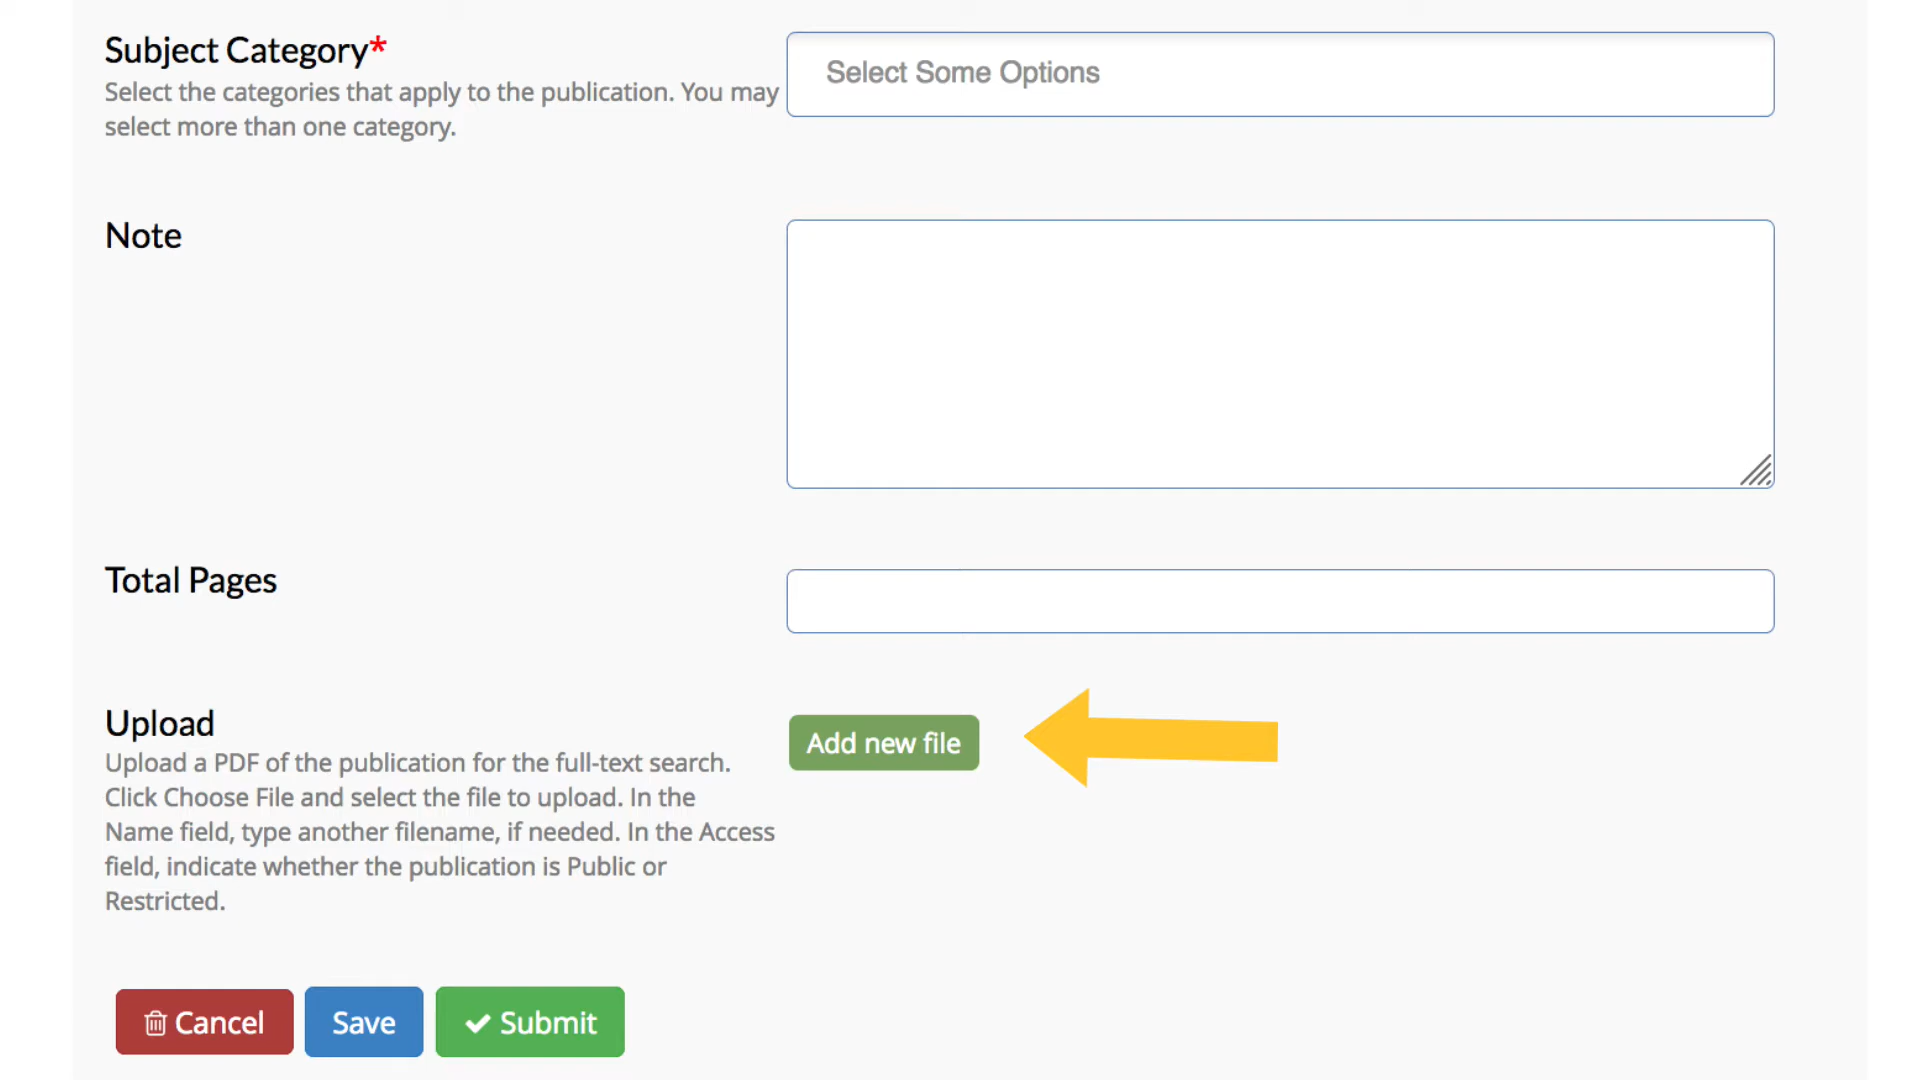 Subject Category*
Select the categories that apply to the publication. You may
select more than one category.
Select Some Options
Note
Total Pages
Upload
Upload a PDF of the publication for the full-text search.
Click Choose File and select the file to upload. In the
Name field, type another filename, if needed. In the Access
field, indicate whether the publication is Public or
Restricted.
Add new file
Cancel
Save
Submit